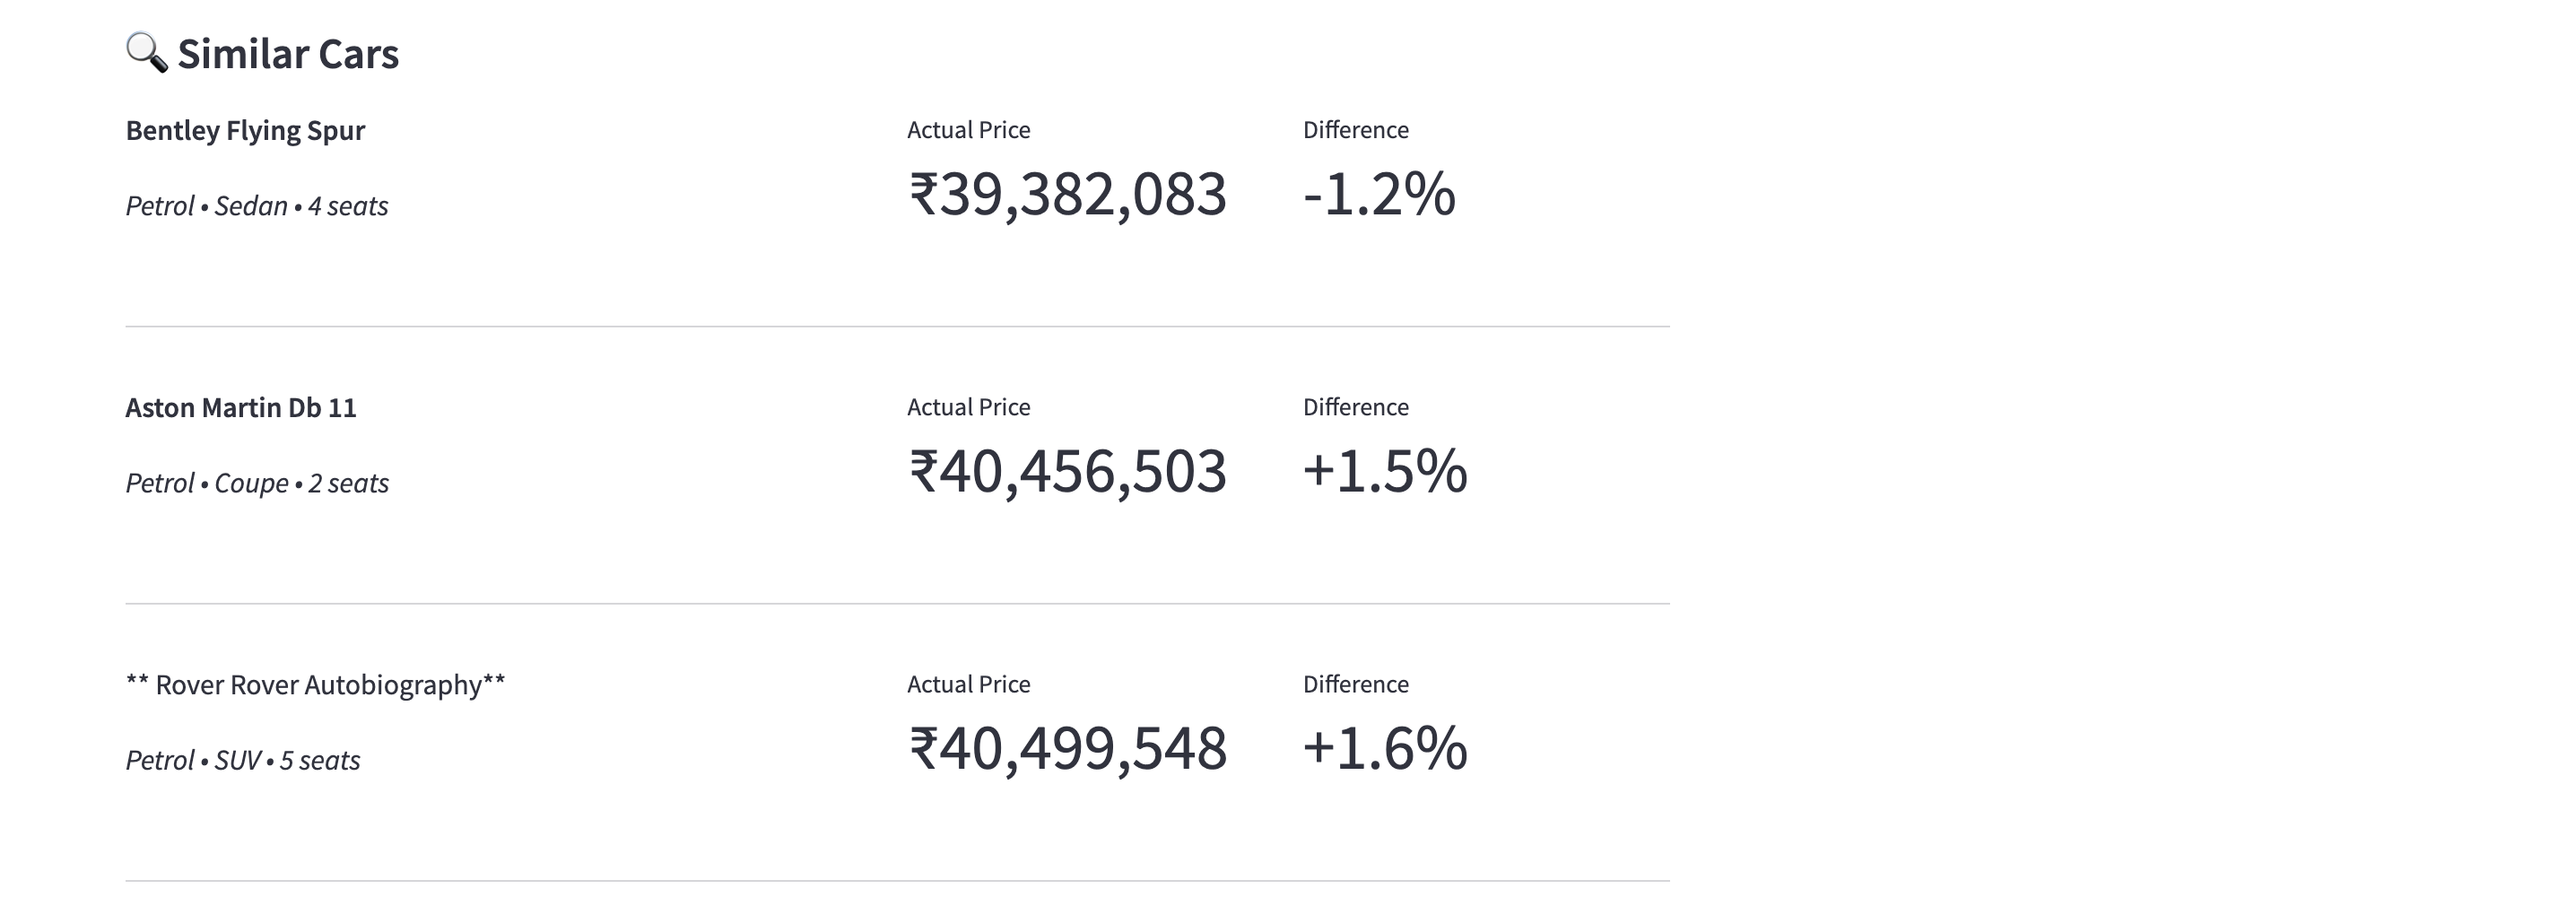 🔍 Similar Cars
Bentley Flying Spur
Petrol • Sedan • 4 seats
Actual Price
₹39,382,083
Difference
-1.2%
Aston Martin Db 11
Petrol • Coupe • 2 seats
Actual Price
₹40,456,503
Difference
+1.5%
** Rover Rover Autobiography**
Petrol • SUV • 5 seats
Actual Price
₹40,499,548
Difference
+1.6%